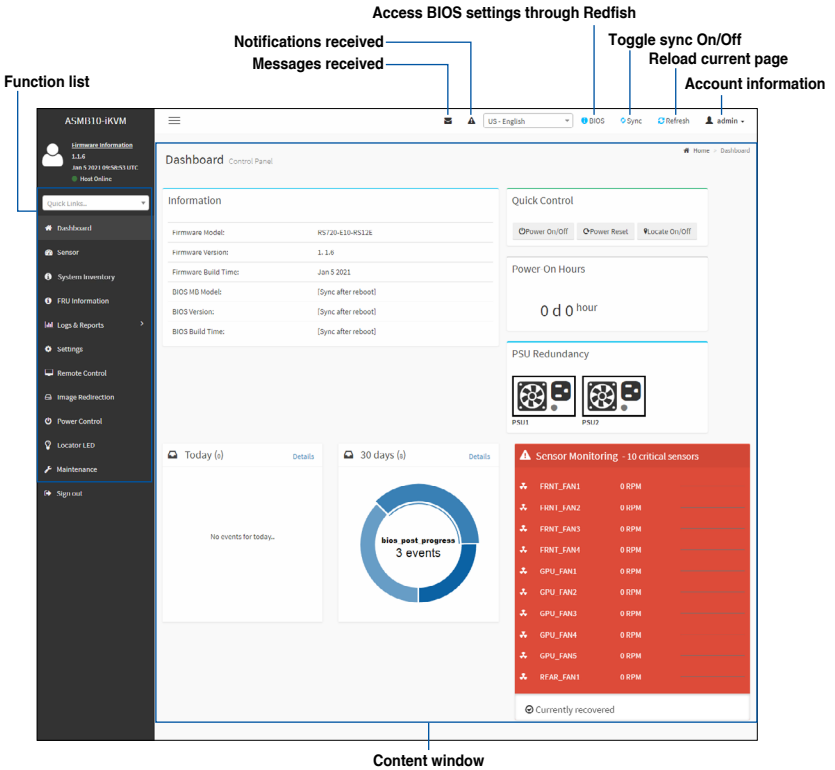 Access BIOS settings through Redfish
Notifications received
Toggle sync On/Off
Messages received
Reload current page
Function list
Account information
ASMB10-iKVM
US - English
BIOS
Sync
Refresh
admin
Firmware Information
1.1.6
Jan 5 2021 09:58:53 UTC
Host Online
Quick Links...
Dashboard
Sensor
System Inventory
FRU Information
Logs & Reports
Settings
Remote Control
Image Redirection
Power Control
Locator LED
Maintenance
Sign out
Dashboard Control Panel
Home > Dashboard
Information
Firmware Model: RS720-E10-RS12E
Firmware Version: 1. 1.6
Firmware Build Time: Jan 5 2021
BIOS MB Model: [Sync after reboot]
BIOS Version: [Sync after reboot]
BIOS Build Time: [Sync after reboot]
Quick Control
Power On/Off
Power Reset
Locate On/Off
Power-On Hours
0 d 0 hour
PSU Redundancy
PSU1
PSU2
Today (0) Details
No events for today..
30 days Details
bios_post_progress
3 events
Sensor Monitoring - 10 critical sensors
FRNT_FAN1 0 RPM
FRNT_FAN2 0 RPM
FRNT_FAN3 0 RPM
FRNT_FAN4 0 RPM
GPU_FAN1 0 RPM
GPU_FAN2 0 RPM
GPU_FAN3 0 RPM
GPU_FAN4 0 RPM
GPU_FAN5 0 RPM
REAR_FAN1 0 RPM
Currently recovered
Content window